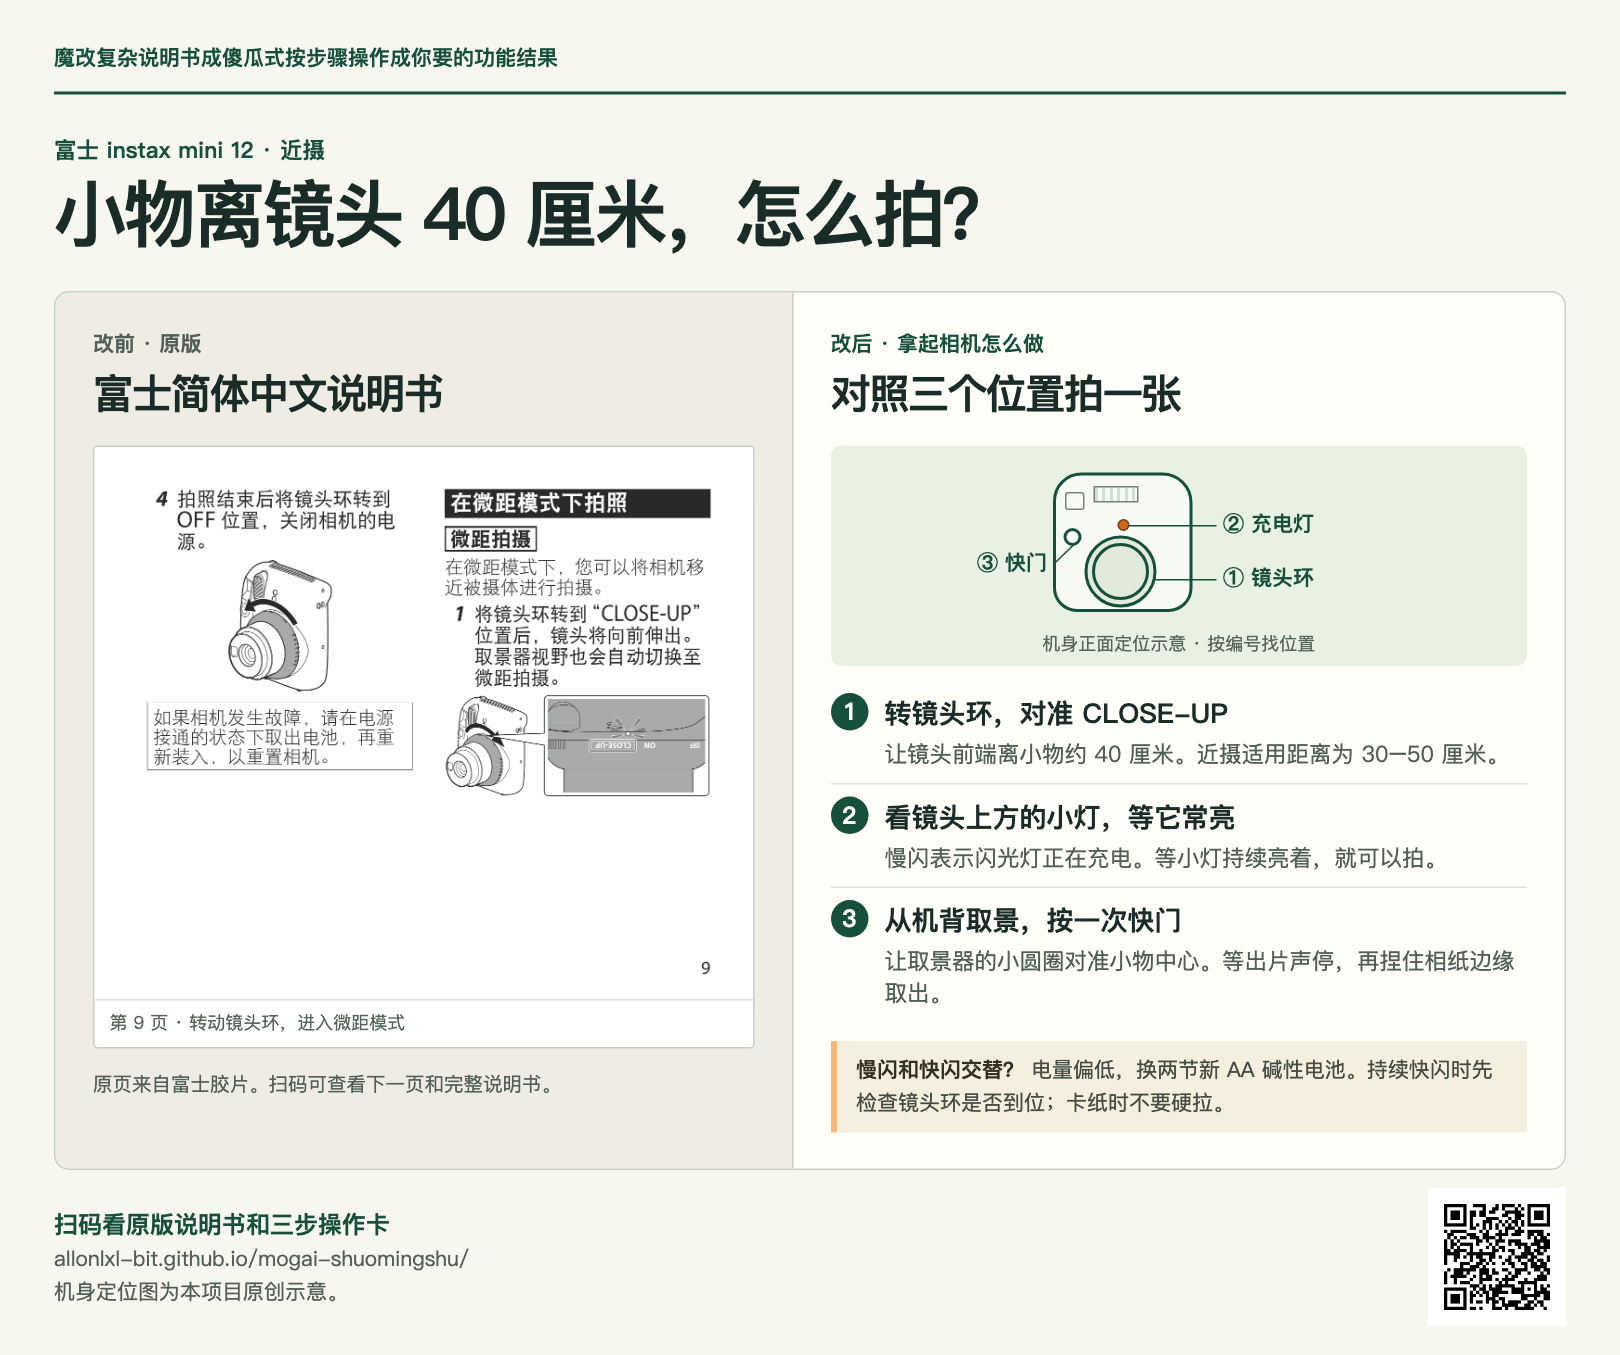 魔改复杂说明书成傻瓜式按步骤操作成你要的功能结果
富士 instax mini 12 · 近摄
小物离镜头 40 厘米，怎么拍？
改前 · 原版
富士简体中文说明书
4 拍照结束后将镜头环转到
OFF 位置，关闭相机的电
源。
如果相机发生故障，请在电源
接通的状态下取出电池，再重
新装入，以重置相机。
在微距模式下拍照
微距拍摄
在微距模式下，您可以将相机移
近被摄体进行拍摄。
1 将镜头环转到 “CLOSE-UP”
位置后，镜头将向前伸出。
取景器视野也会自动切换至
微距拍摄。
CLOSE-UP ON OFF
9
第 9 页 · 转动镜头环，进入微距模式
原页来自富士胶片。扫码可查看下一页和完整说明书。
改后 · 拿起相机怎么做
对照三个位置拍一张
② 充电灯
③ 快门
① 镜头环
机身正面定位示意 · 按编号找位置
1 转镜头环，对准 CLOSE–UP
让镜头前端离小物约 40 厘米。近摄适用距离为 30—50 厘米。
2 看镜头上方的小灯，等它常亮
慢闪表示闪光灯正在充电。等小灯持续亮着，就可以拍。
3 从机背取景，按一次快门
让取景器的小圆圈对准小物中心。等出片声停，再捏住相纸边缘
取出。
慢闪和快闪交替？ 电量偏低，换两节新 AA 碱性电池。持续快闪时先
检查镜头环是否到位；卡纸时不要硬拉。
扫码看原版说明书和三步操作卡
allonlxl-bit.github.io/mogai-shuomingshu/
机身定位图为本项目原创示意。